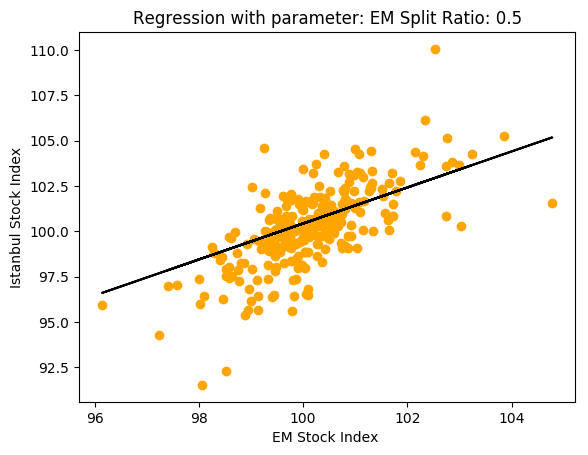 Regression with parameter: EM Split Ratio: 0.5
110.0
107.5
105.0
102.5
100.0
97.5
95.0
92.5
Istanbul Stock Index
96 98 100 102 104
EM Stock Index